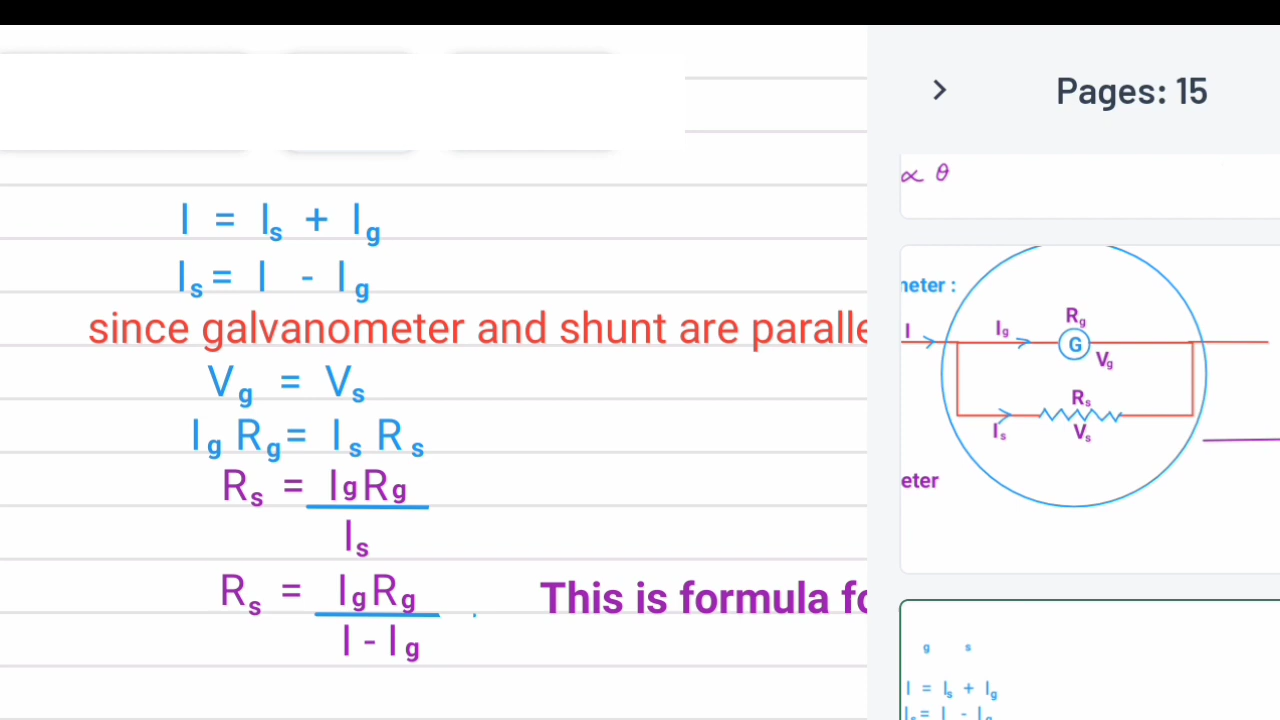 I = Is + Ig
Is = I - Ig
since galvanometer and shunt are paralle
Vg = Vs
Ig Rg = Is Rs
Rs = IgRg
Is
Rs = IgRg
I - Ig
This is formula fo
Pages: 15
∝ θ
neter :
I
Ig
Rg
G
Vg
Rs
Is
Vs
eter
g s
I = Is + Ig
Is = I - Ig